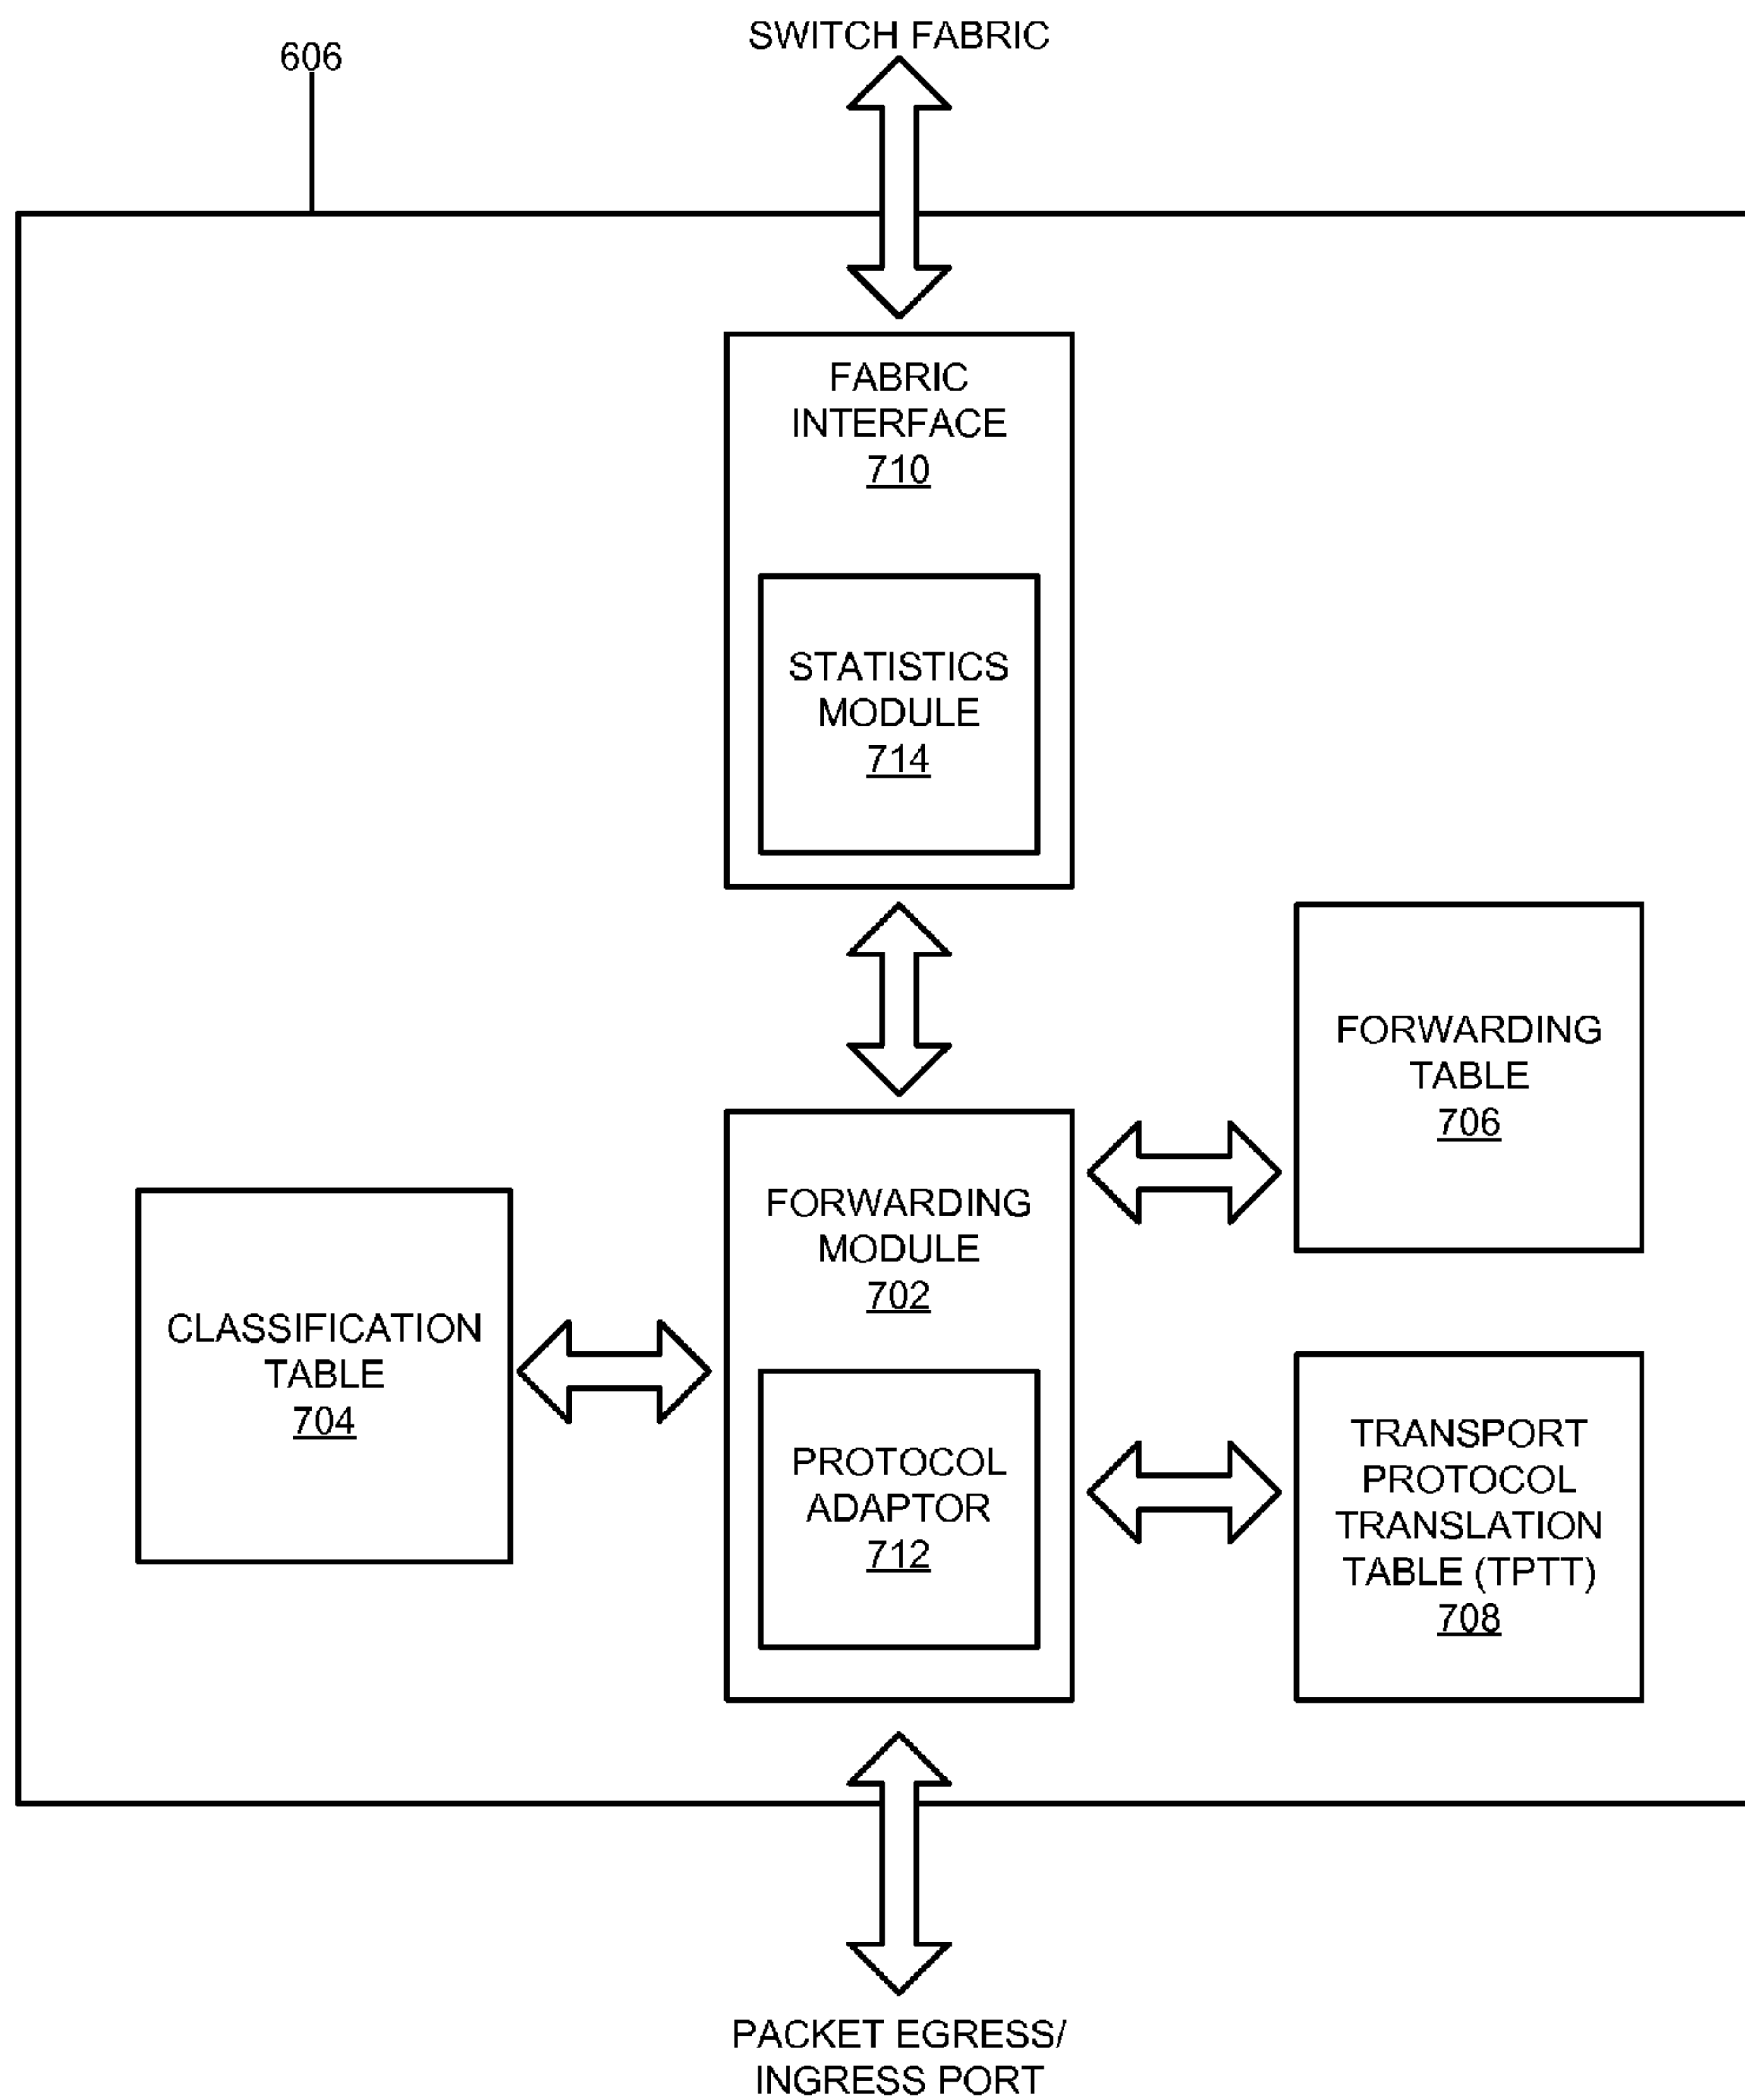 SWITCH FABRIC
606
FABRIC
INTERFACE
710
STATISTICS
MODULE
714
FORWARDING
TABLE
706
FORWARDING
MODULE
702
CLASSIFICATION
TABLE
704
PROTOCOL
ADAPTOR
712
TRANSPORT
PROTOCOL
TRANSLATION
TABLE (TPTT)
708
PACKET EGRESS/
INGRESS PORT